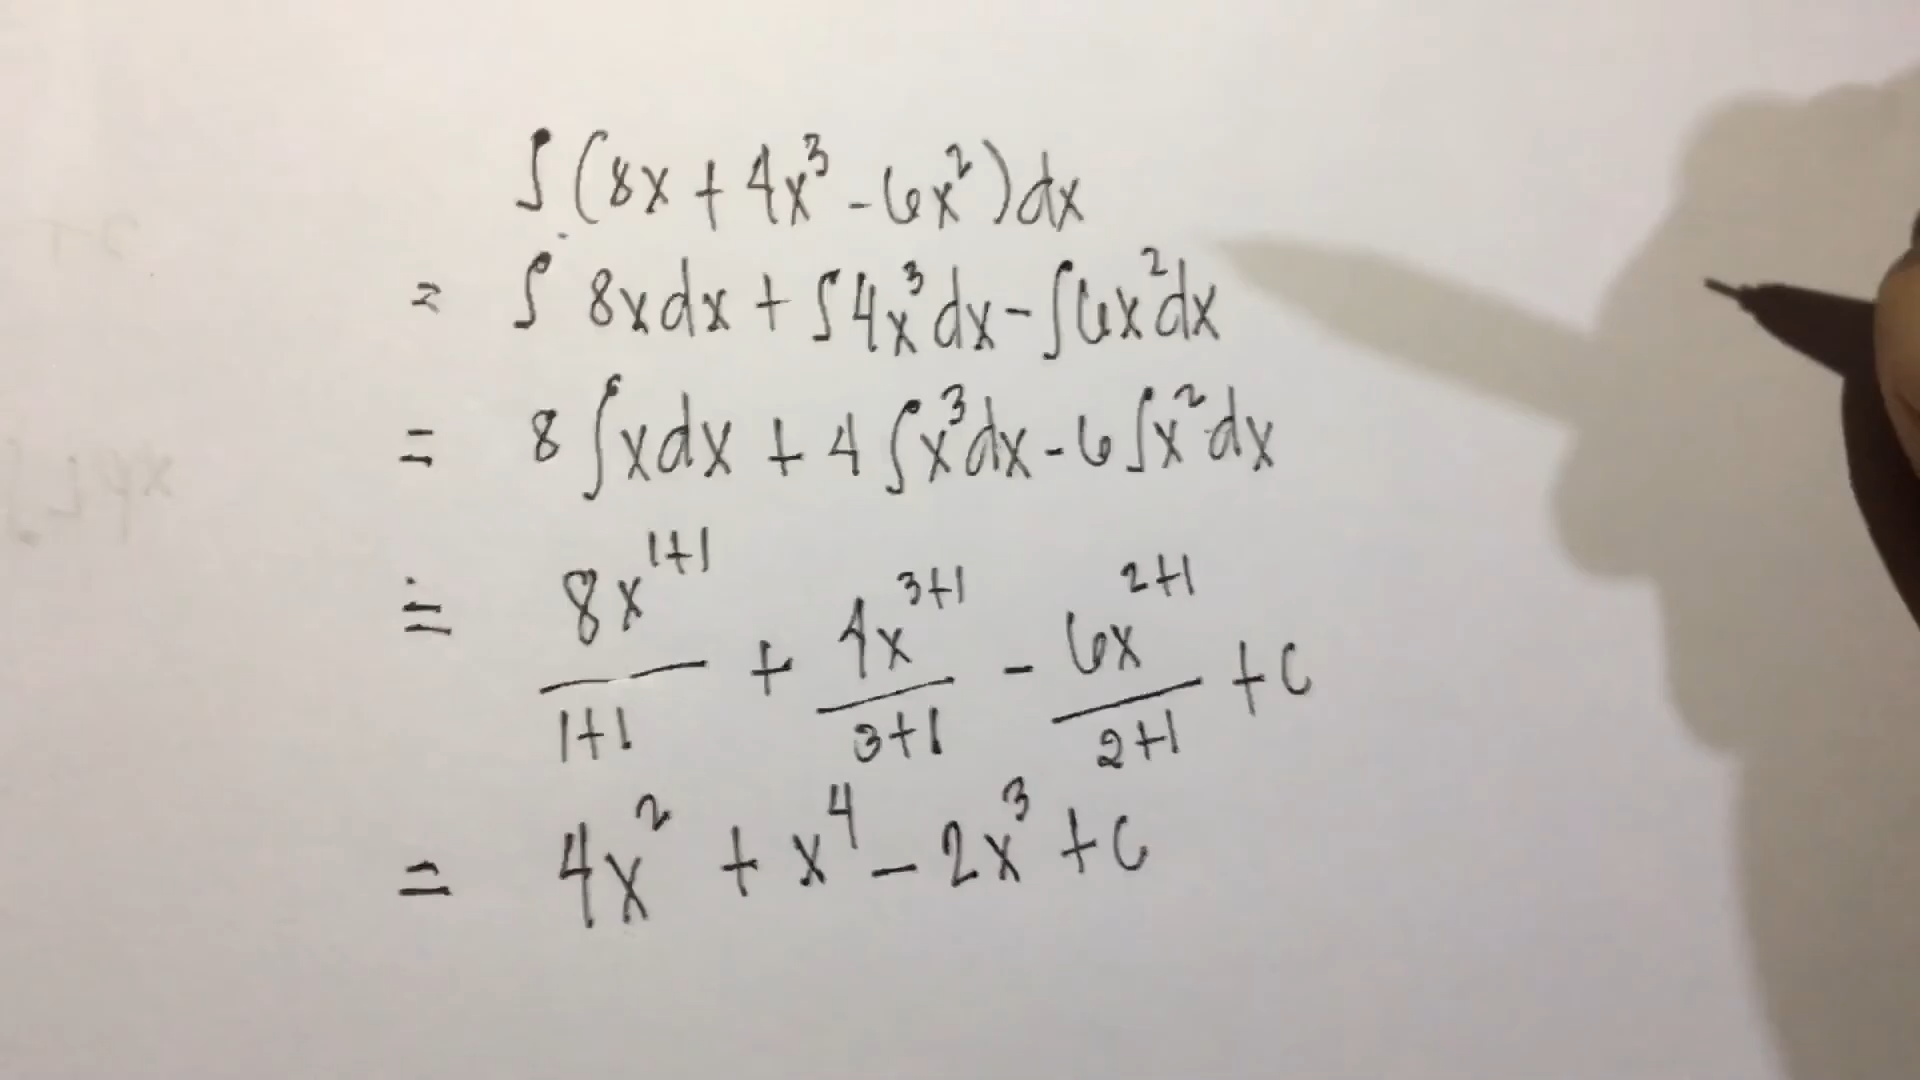 ∫(8x + 4x³ - 6x²)dx
= ∫ 8xdx + ∫4x³dx - ∫6x²dx
= 8∫xdx + 4∫x³dx - 6∫x²dx
= 8x^(1+1)/(1+1) + 4x^(3+1)/(3+1) - 6x^(2+1)/(2+1) + C
= 4x² + x⁴ - 2x³ + C